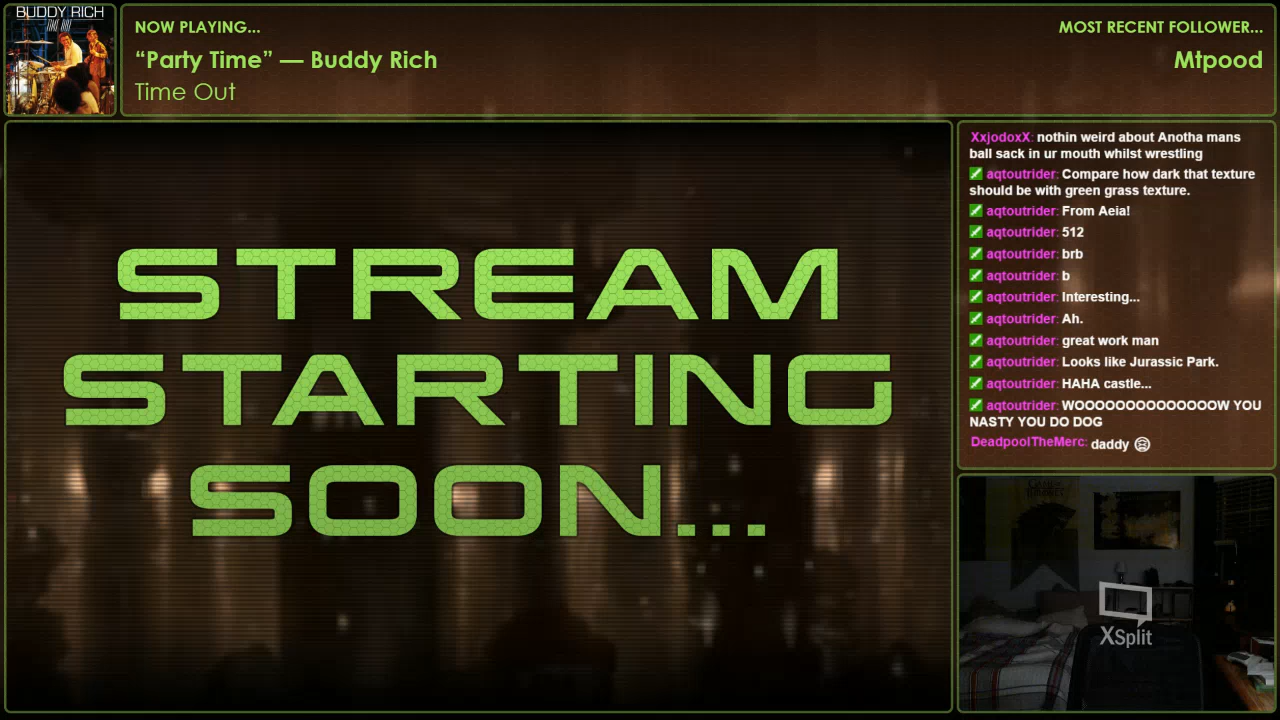 BUDDY RICH
TIME OUT
NOW PLAYING...
“Party Time” — Buddy Rich
Time Out
MOST RECENT FOLLOWER...
Mtpood
STREAM
STARTING
SOON...
XxjodoxX: nothin weird about Anotha mans
ball sack in ur mouth whilst wrestling
aqtoutrider: Compare how dark that texture
should be with green grass texture.
aqtoutrider: From Aeia!
aqtoutrider: 512
aqtoutrider: brb
aqtoutrider: b
aqtoutrider: Interesting...
aqtoutrider: Ah.
aqtoutrider: great work man
aqtoutrider: Looks like Jurassic Park.
aqtoutrider: HAHA castle...
aqtoutrider: WOOOOOOOOOOOOOOW YOU
NASTY YOU DO DOG
DeadpoolTheMerc: daddy 😫
XSplit